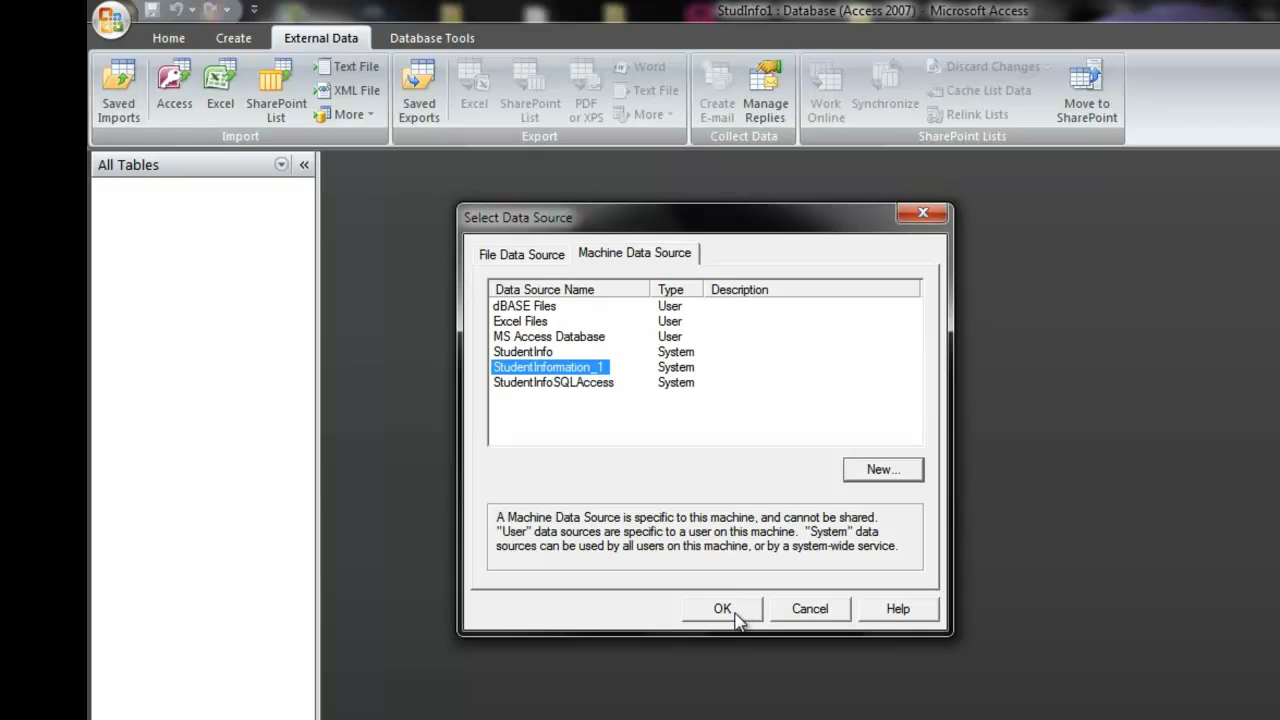 StudInfo1 : Database (Access 2007) - Microsoft Access
Home Create External Data Database Tools
Saved Imports
Access
Excel
SharePoint List
Text File
XML File
More
Import
Saved Exports
Excel
SharePoint List
PDF or XPS
Word
Text File
More
Export
Create E-mail
Manage Replies
Collect Data
Work Online
Synchronize
Discard Changes
Cache List Data
Relink Lists
Move to SharePoint
SharePoint Lists
All Tables «
Select Data Source
File Data Source Machine Data Source
Data Source Name Type Description
dBASE Files User
Excel Files User
MS Access Database User
StudentInfo System
StudentInformation_1 System
StudentInfoSQLAccess System
New...
A Machine Data Source is specific to this machine, and cannot be shared.
"User" data sources are specific to a user on this machine. "System" data
sources can be used by all users on this machine, or by a system-wide service.
OK Cancel Help